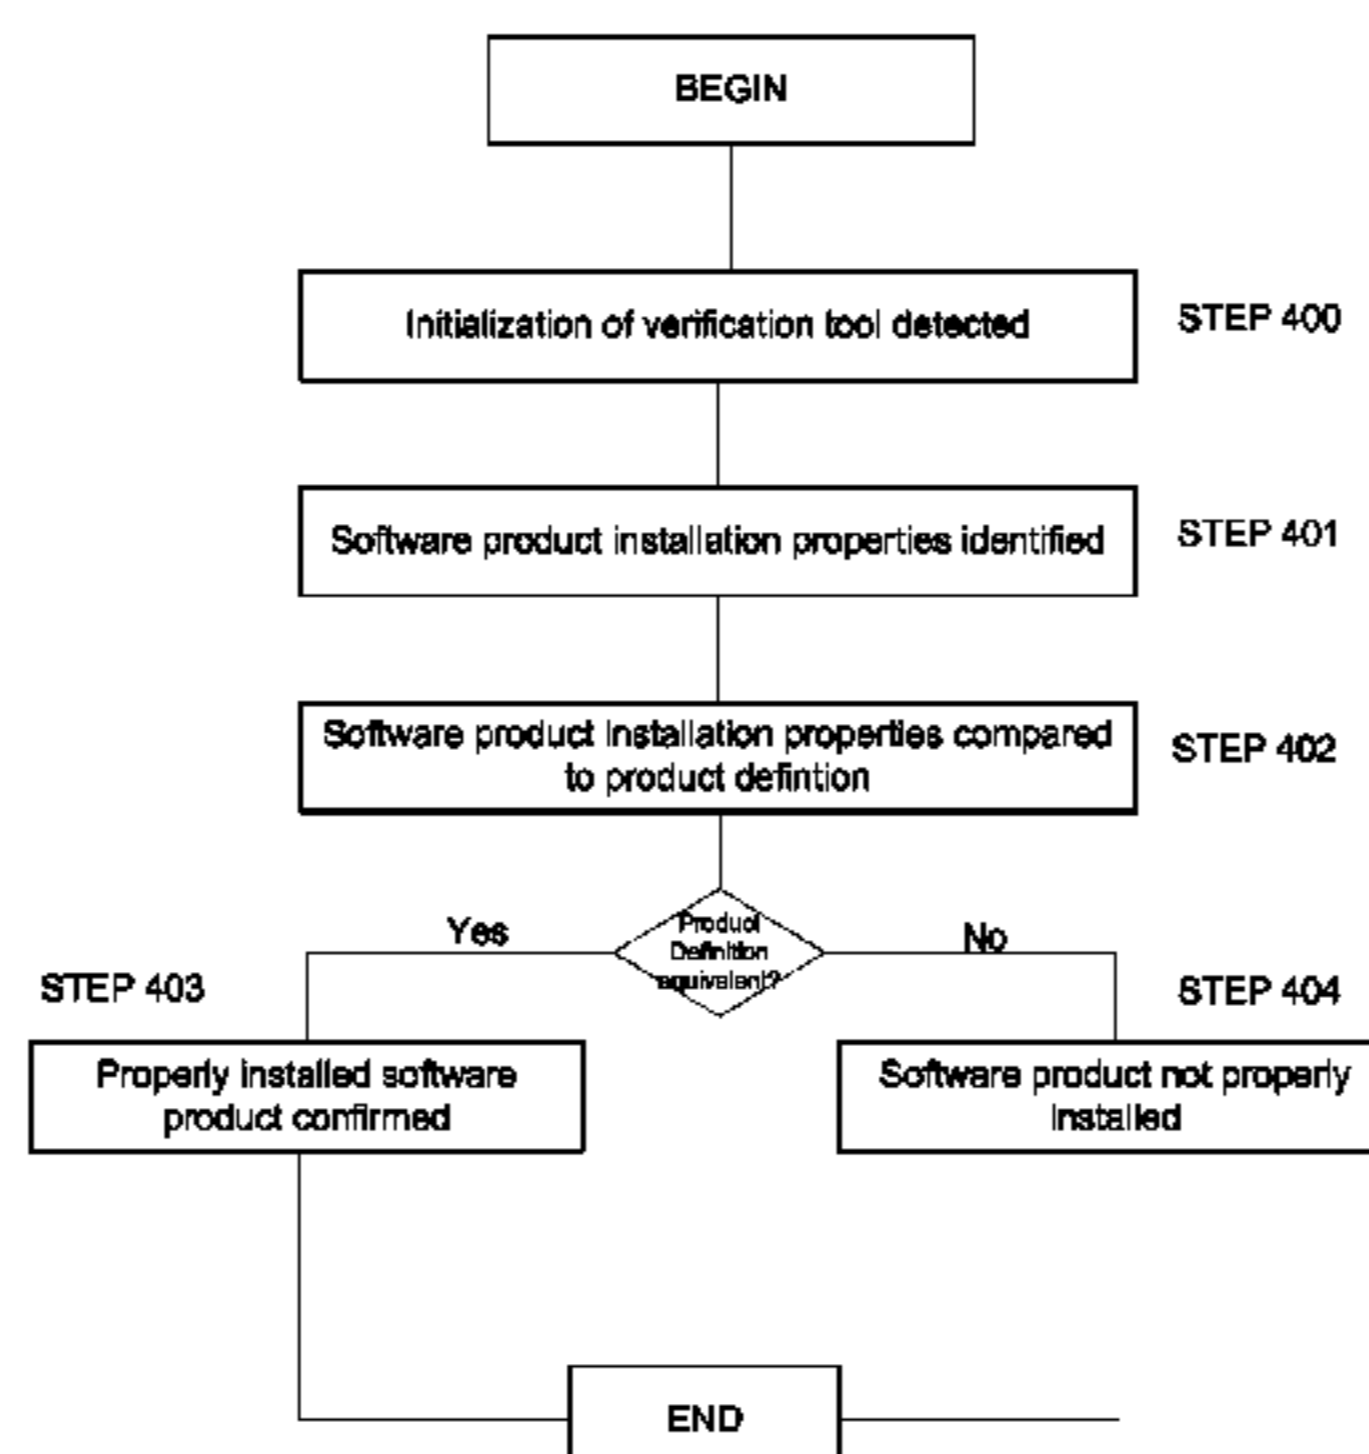 BEGIN
Initialization of verification tool detected
STEP 400
Software product installation properties identified
STEP 401
Software product installation properties compared
to product defintion
STEP 402
Product
Definition
equivalent?
Yes
No
STEP 403
STEP 404
Properly installed software
product confirmed
Software product not properly
installed
END